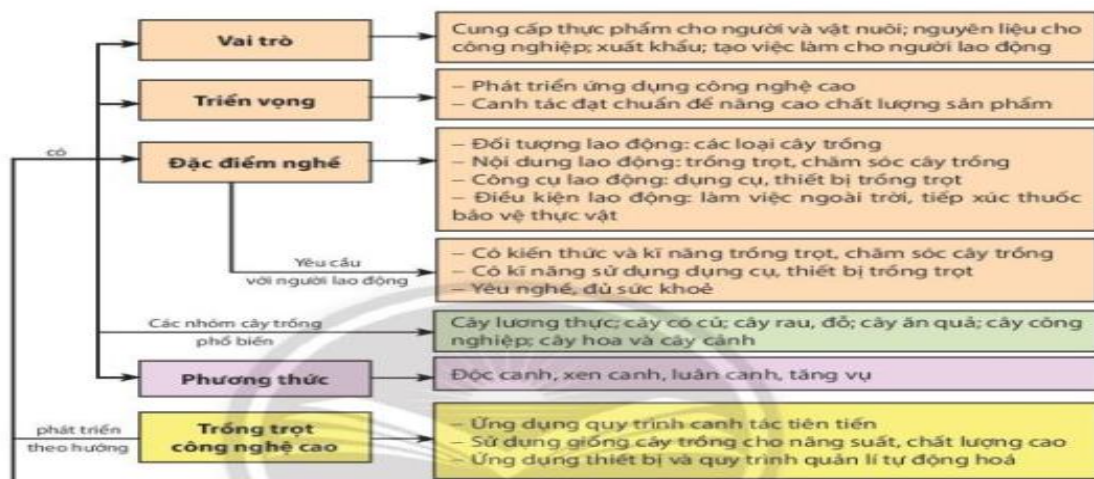 Vai trò
Cung cấp thực phẩm cho người và vật nuôi; nguyên liệu cho
công nghiệp; xuất khẩu; tạo việc làm cho người lao động
Triển vọng
– Phát triển ứng dụng công nghệ cao
– Canh tác đạt chuẩn để nâng cao chất lượng sản phẩm
có
Đặc điểm nghề
– Đối tượng lao động: các loại cây trồng
– Nội dung lao động: trồng trọt, chăm sóc cây trồng
– Công cụ lao động: dụng cụ, thiết bị trồng trọt
– Điều kiện lao động: làm việc ngoài trời, tiếp xúc thuốc
bảo vệ thực vật
Yêu cầu
với người lao động
– Có kiến thức và kĩ năng trồng trọt, chăm sóc cây trồng
– Có kĩ năng sử dụng dụng cụ, thiết bị trồng trọt
– Yêu nghề, đủ sức khoẻ
Các nhóm cây trồng
phổ biến
Cây lương thực; cây có củ; cây rau, đỗ; cây ăn quả; cây công
nghiệp; cây hoa và cây cảnh
Phương thức
Độc canh, xen canh, luân canh, tăng vụ
phát triển
theo hướng
Trồng trọt
công nghệ cao
– Ứng dụng quy trình canh tác tiên tiến
– Sử dụng giống cây trồng cho năng suất, chất lượng cao
– Ứng dụng thiết bị và quy trình quản lí tự động hoá